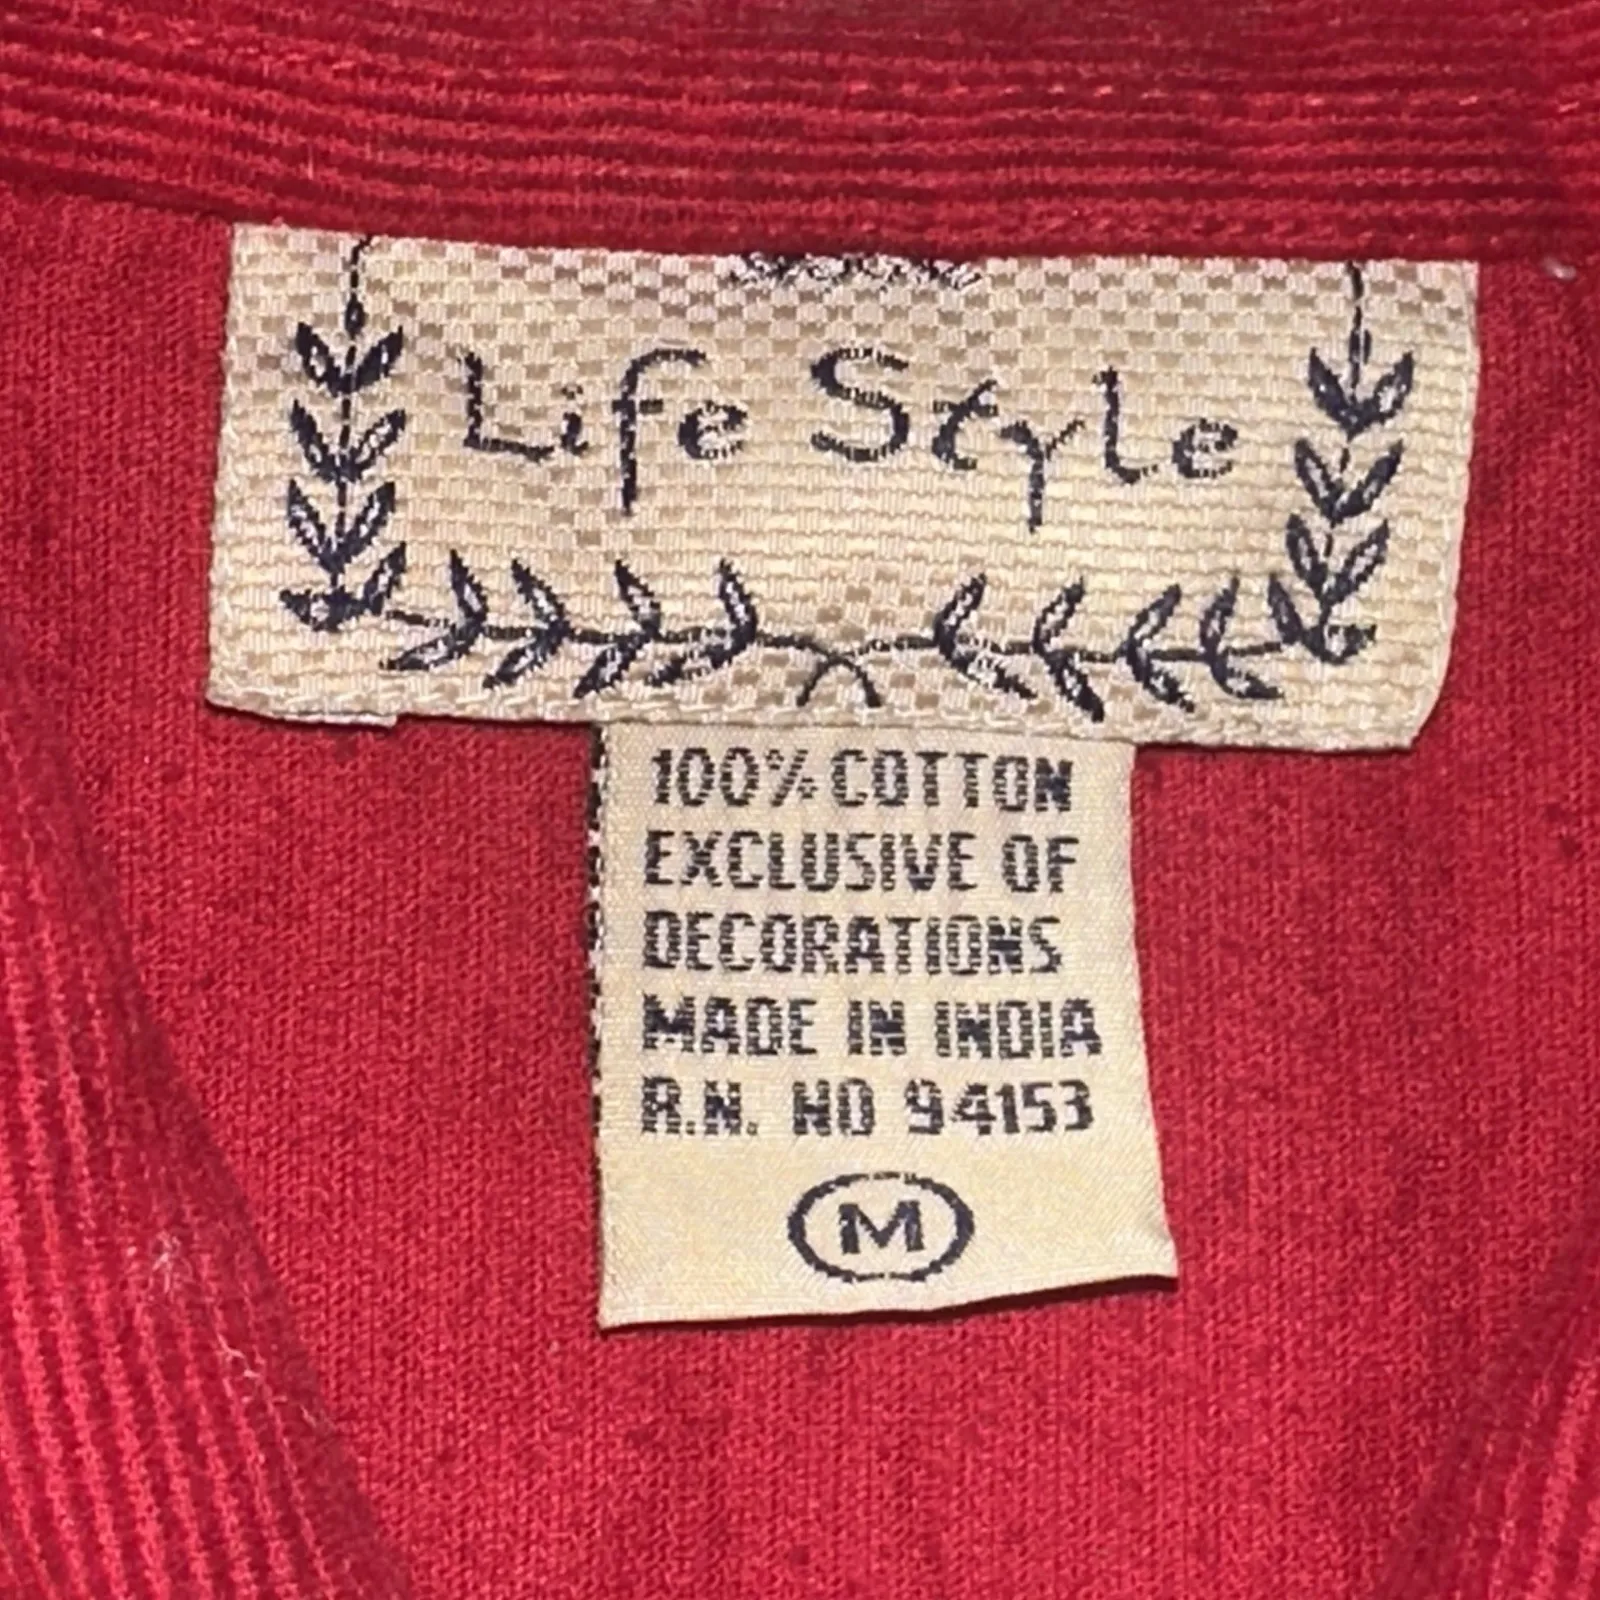 Life Style
100% COTTON
EXCLUSIVE OF
DECORATIONS
MADE IN INDIA
R.N. NO 94153
M